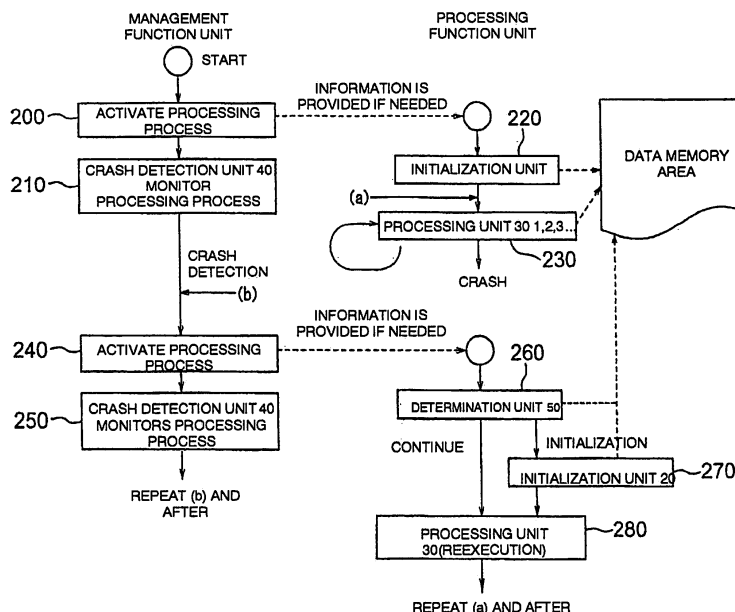 MANAGEMENT
FUNCTION UNIT
START
PROCESSING
FUNCTION UNIT
INFORMATION IS
PROVIDED IF NEEDED
200
ACTIVATE PROCESSING
PROCESS
220
INITIALIZATION UNIT
DATA MEMORY
AREA
210
CRASH DETECTION UNIT 40
MONITOR
PROCESSING PROCESS
(a)
PROCESSING UNIT 30 1,2,3...
230
CRASH
CRASH
DETECTION
(b)
INFORMATION IS
PROVIDED IF NEEDED
240
ACTIVATE PROCESSING
PROCESS
260
DETERMINATION UNIT 50
250
CRASH DETECTION UNIT 40
MONITORS PROCESSING
PROCESS
CONTINUE
INITIALIZATION
INITIALIZATION UNIT 20
270
REPEAT (b) AND
AFTER
PROCESSING UNIT
30(REEXECUTION)
280
REPEAT (a) AND AFTER